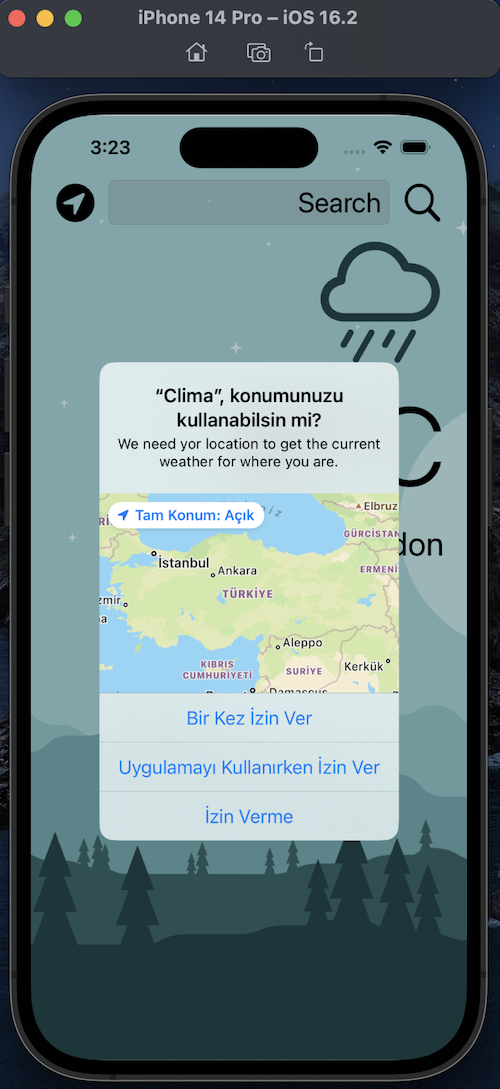 iPhone 14 Pro – iOS 16.2
3:23
Search
C
don
“Clima”, konumunuzu
kullanabilsin mi?
We need yor location to get the current
weather for where you are.
Tam Konum: Açık
Elbruz
GÜRCİSTAN
İstanbul
Ankara
ERMENİ
TÜRKİYE
zmir
Aleppo
KIBRIS
CUMHURİYETİ
SURİYE
Kerkük
Damascus
Bir Kez İzin Ver
Uygulamayı Kullanırken İzin Ver
İzin Verme